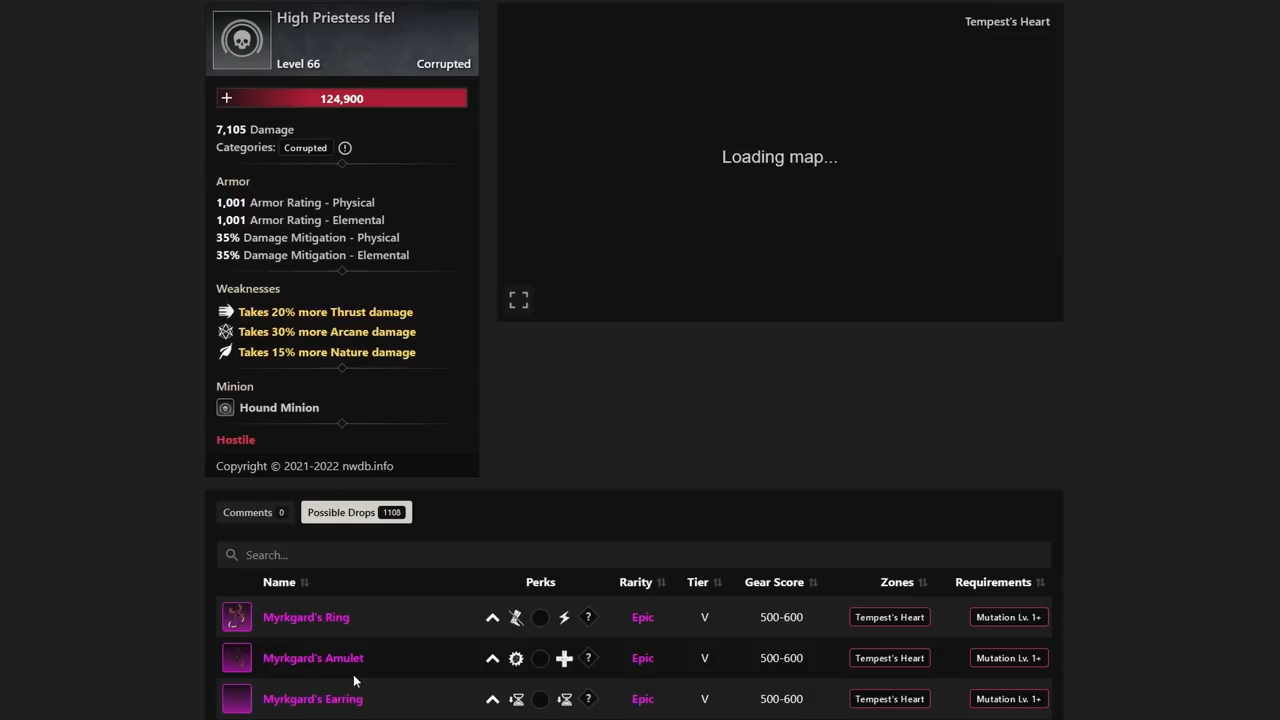 High Priestess Ifel
Level 66 Corrupted
Tempest's Heart
124,900
7,105 Damage
Categories: Corrupted
Armor
1,001 Armor Rating - Physical
1,001 Armor Rating - Elemental
35% Damage Mitigation - Physical
35% Damage Mitigation - Elemental
Weaknesses
Takes 20% more Thrust damage
Takes 30% more Arcane damage
Takes 15% more Nature damage
Minion
Hound Minion
Hostile
Copyright © 2021-2022 nwdb.info
Loading map...
Comments 0 Possible Drops 1108
Search...
Name Perks Rarity Tier Gear Score Zones Requirements
Myrkgard's Ring ? Epic V 500-600 Tempest's Heart Mutation Lv. 1+
Myrkgard's Amulet ? Epic V 500-600 Tempest's Heart Mutation Lv. 1+
Myrkgard's Earring ? Epic V 500-600 Tempest's Heart Mutation Lv. 1+